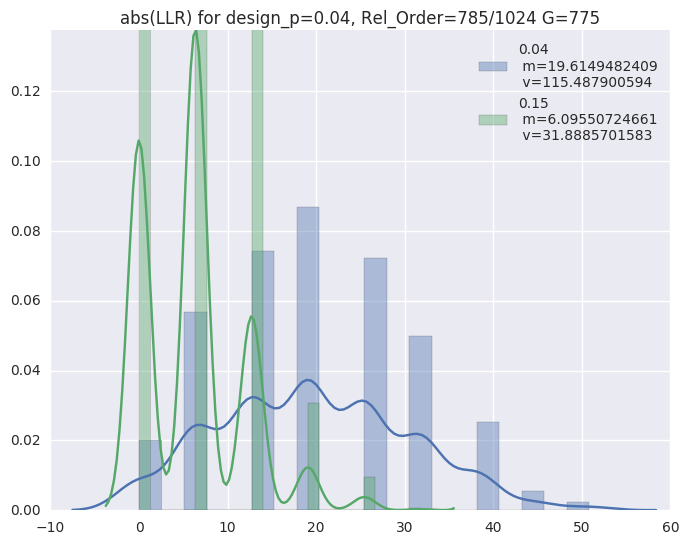 abs(LLR) for design_p=0.04, Rel_Order=785/1024 G=775
0.04
m=19.6149482409
v=115.487900594
0.15
m=6.09550724661
v=31.8885701583
0.12
0.10
0.08
0.06
0.04
0.02
0.00
−10 0 10 20 30 40 50 60